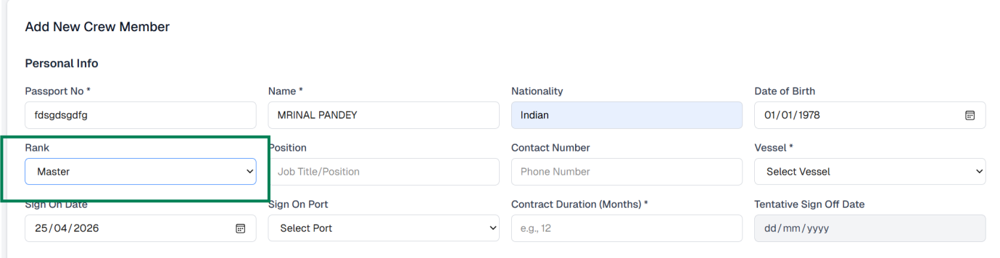 Add New Crew Member
Personal Info
Passport No * Name * Nationality Date of Birth
fdsgdsgdfg MRINAL PANDEY Indian 01/01/1978
Rank Position Contact Number Vessel *
Master Job Title/Position Phone Number Select Vessel
Sign On Date Sign On Port Contract Duration (Months) * Tentative Sign Off Date
25/04/2026 Select Port e.g., 12 dd/mm/yyyy